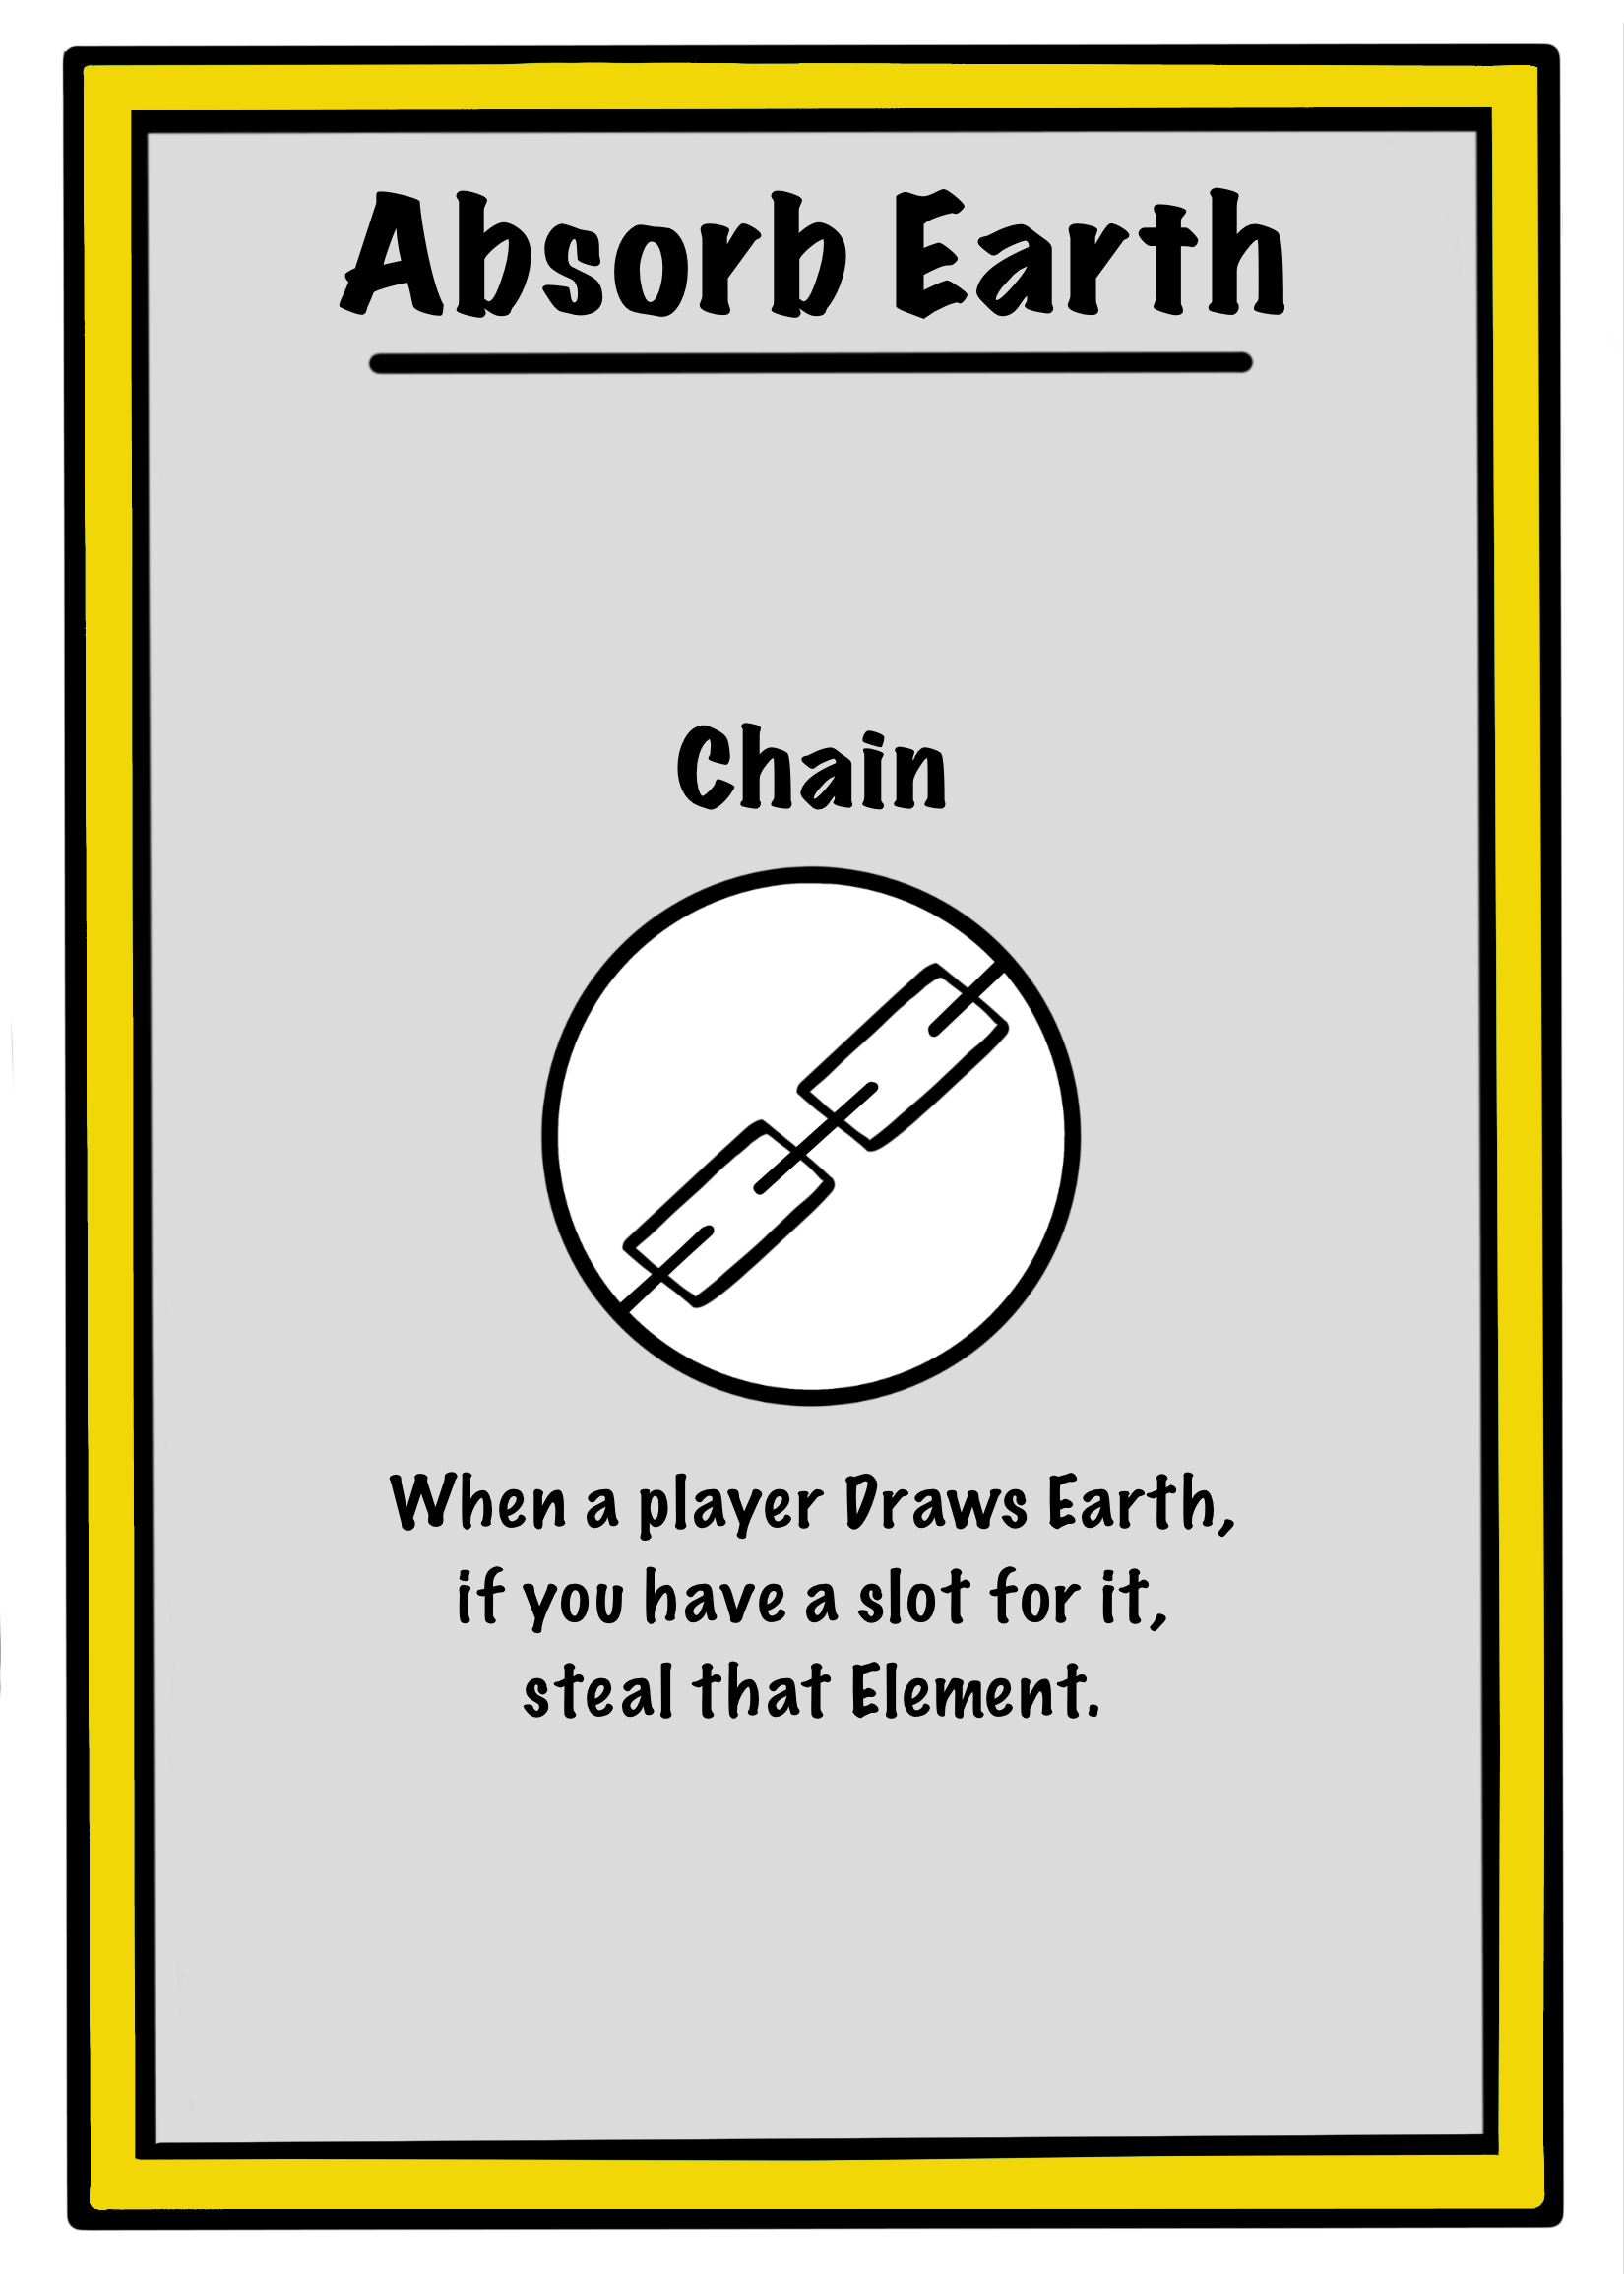 Absorb Earth
Chain
When a player Draws Earth,
if you have a slot for it,
steal that Element.